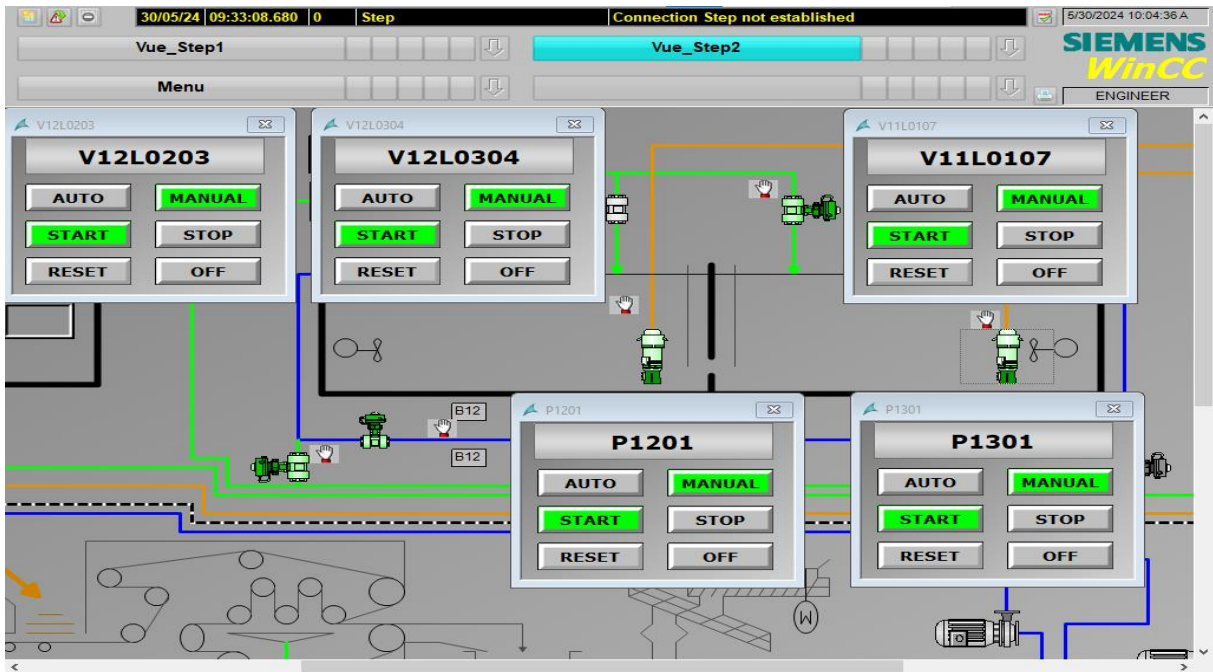 30/05/24 09:33:08.680 0 Step Connection Step not established 5/30/2024 10:04:36 A
Vue_Step1 Vue_Step2 SIEMENS
WinCC
Menu ENGINEER
V12L0203
V12L0203
AUTO MANUAL
START STOP
RESET OFF
V12L0304
V12L0304
AUTO MANUAL
START STOP
RESET OFF
V11L0107
V11L0107
AUTO MANUAL
START STOP
RESET OFF
B12
B12
P1201
P1201
AUTO MANUAL
START STOP
RESET OFF
P1301
P1301
AUTO MANUAL
START STOP
RESET OFF
W